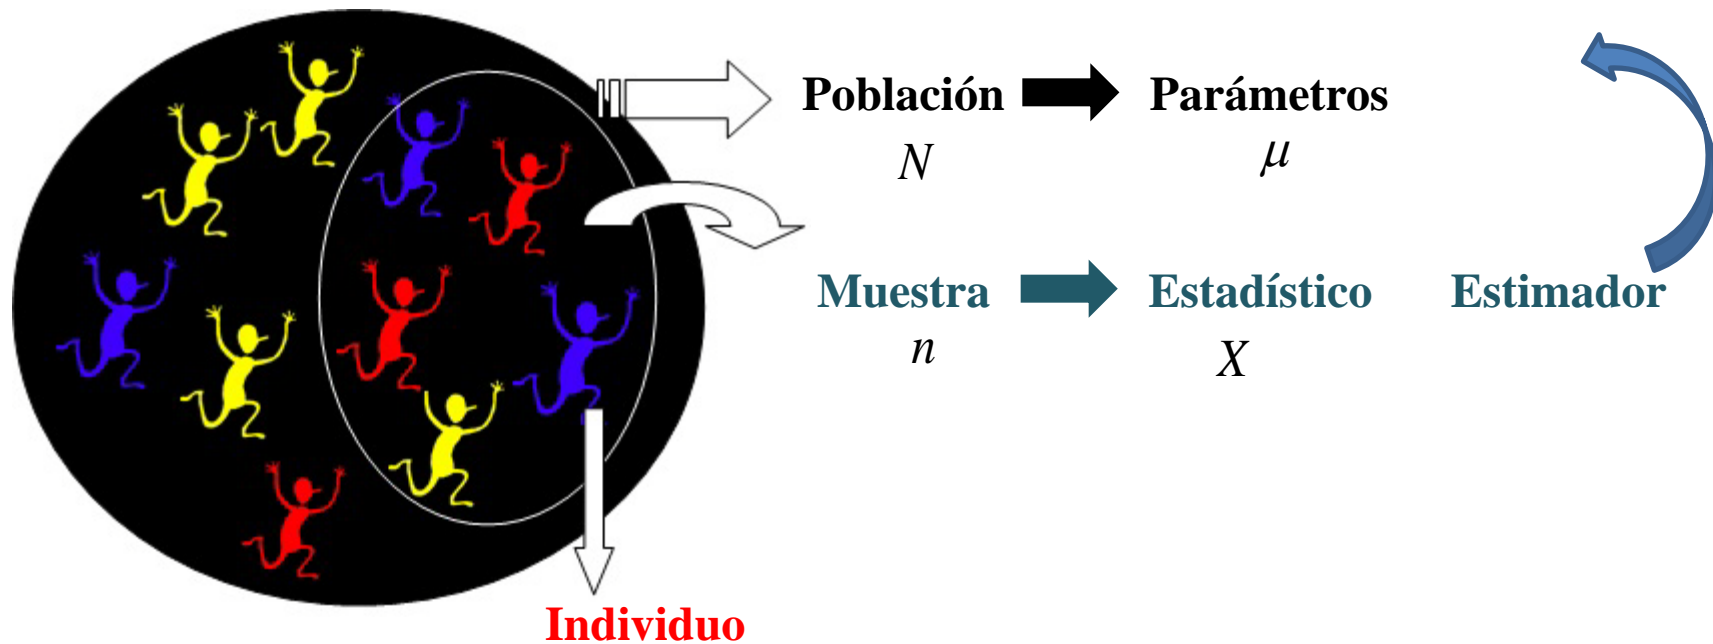 Población Parámetros
N μ
Muestra Estadístico Estimador
n X
Individuo